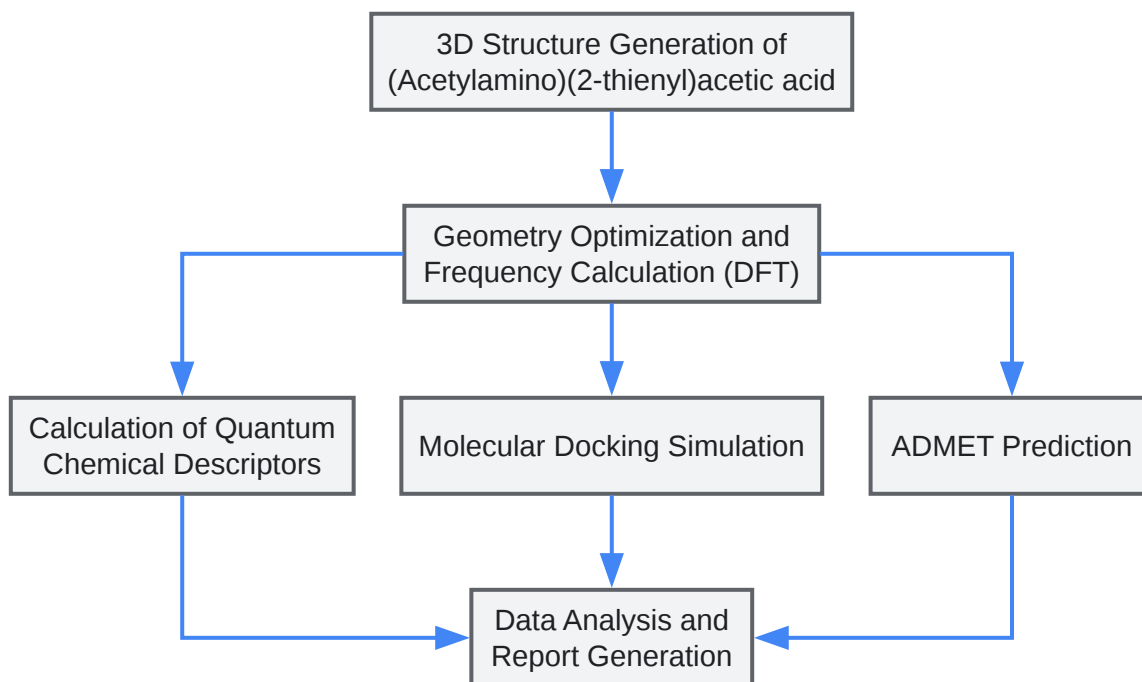 3D Structure Generation of
(Acetylamino)(2-thienyl)acetic acid
Geometry Optimization and
Frequency Calculation (DFT)
Calculation of Quantum
Chemical Descriptors
Molecular Docking Simulation
ADMET Prediction
Data Analysis and
Report Generation